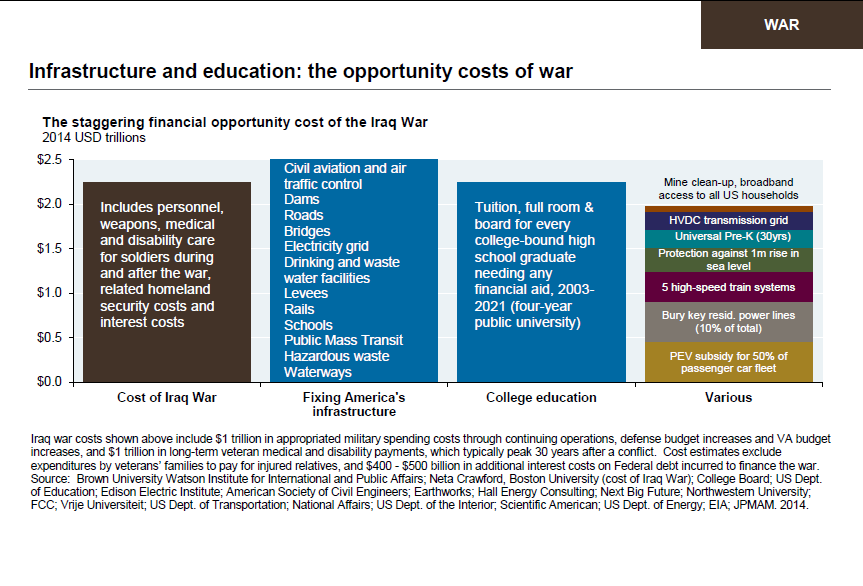 WAR
Infrastructure and education: the opportunity costs of war
The staggering financial opportunity cost of the Iraq War
2014 USD trillions
$2.5
$2.0
$1.5
$1.0
$0.5
$0.0
Includes personnel,
weapons, medical
and disability care
for soldiers during
and after the war,
related homeland
security costs and
interest costs
Civil aviation and air
traffic control
Dams
Roads
Bridges
Electricity grid
Drinking and waste
water facilities
Levees
Rails
Schools
Public Mass Transit
Hazardous waste
Waterways
Tuition, full room &
board for every
college-bound high
school graduate
needing any
financial aid, 2003-
2021 (four-year
public university)
Mine clean-up, broadband
access to all US households
HVDC transmission grid
Universal Pre-K (30yrs)
Protection against 1m rise in
sea level
5 high-speed train systems
Bury key resid. power lines
(10% of total)
PEV subsidy for 50% of
passenger car fleet
Cost of Iraq War
Fixing America's
infrastructure
College education
Various
Iraq war costs shown above include $1 trillion in appropriated military spending costs through continuing operations, defense budget increases and VA budget
increases, and $1 trillion in long-term veteran medical and disability payments, which typically peak 30 years after a conflict.  Cost estimates exclude
expenditures by veterans' families to pay for injured relatives, and $400 - $500 billion in additional interest costs on Federal debt incurred to finance the war.
Source:  Brown University Watson Institute for International and Public Affairs; Neta Crawford, Boston University (cost of Iraq War); College Board; US Dept.
of Education; Edison Electric Institute; American Society of Civil Engineers; Earthworks; Hall Energy Consulting; Next Big Future; Northwestern University;
FCC; Vrije Universiteit; US Dept. of Transportation; National Affairs; US Dept. of the Interior; Scientific American; US Dept. of Energy; EIA; JPMAM. 2014.